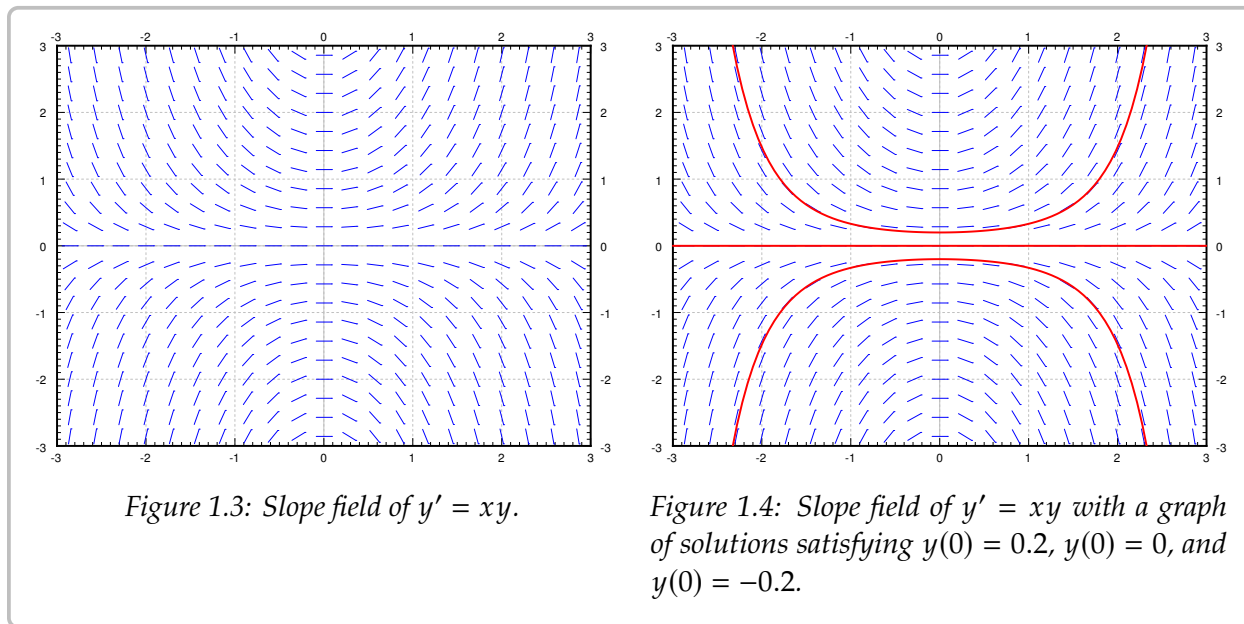 -3 -2 -1 0 1 2 3
3 3
2 2
1 1
0 0
-1 -1
-2 -2
-3 -3
-3 -2 -1 0 1 2 3
Figure 1.3: Slope field of y′ = xy.
-3 -2 -1 0 1 2 3
3 3
2 2
1 1
0 0
-1 -1
-2 -2
-3 -3
-3 -2 -1 0 1 2 3
Figure 1.4: Slope field of y′ = xy with a graph
of solutions satisfying y(0) = 0.2, y(0) = 0, and
y(0) = −0.2.